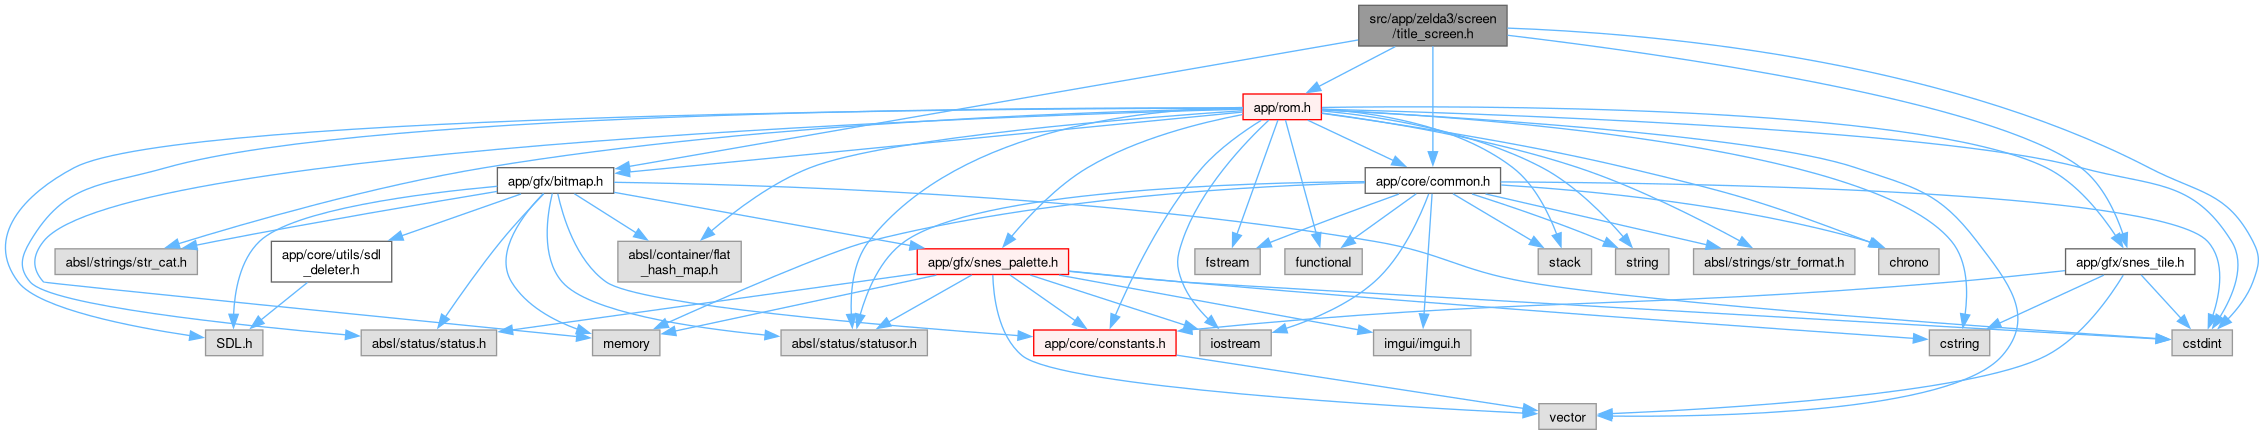 src/app/zelda3/screen
/title_screen.h
app/rom.h
app/gfx/bitmap.h
app/core/common.h
absl/strings/str_cat.h
app/core/utils/sdl
_deleter.h
absl/container/flat
_hash_map.h
app/gfx/snes_palette.h
fstream
functional
stack
string
absl/strings/str_format.h
chrono
app/gfx/snes_tile.h
SDL.h
absl/status/status.h
memory
absl/status/statusor.h
app/core/constants.h
iostream
imgui/imgui.h
cstring
cstdint
vector